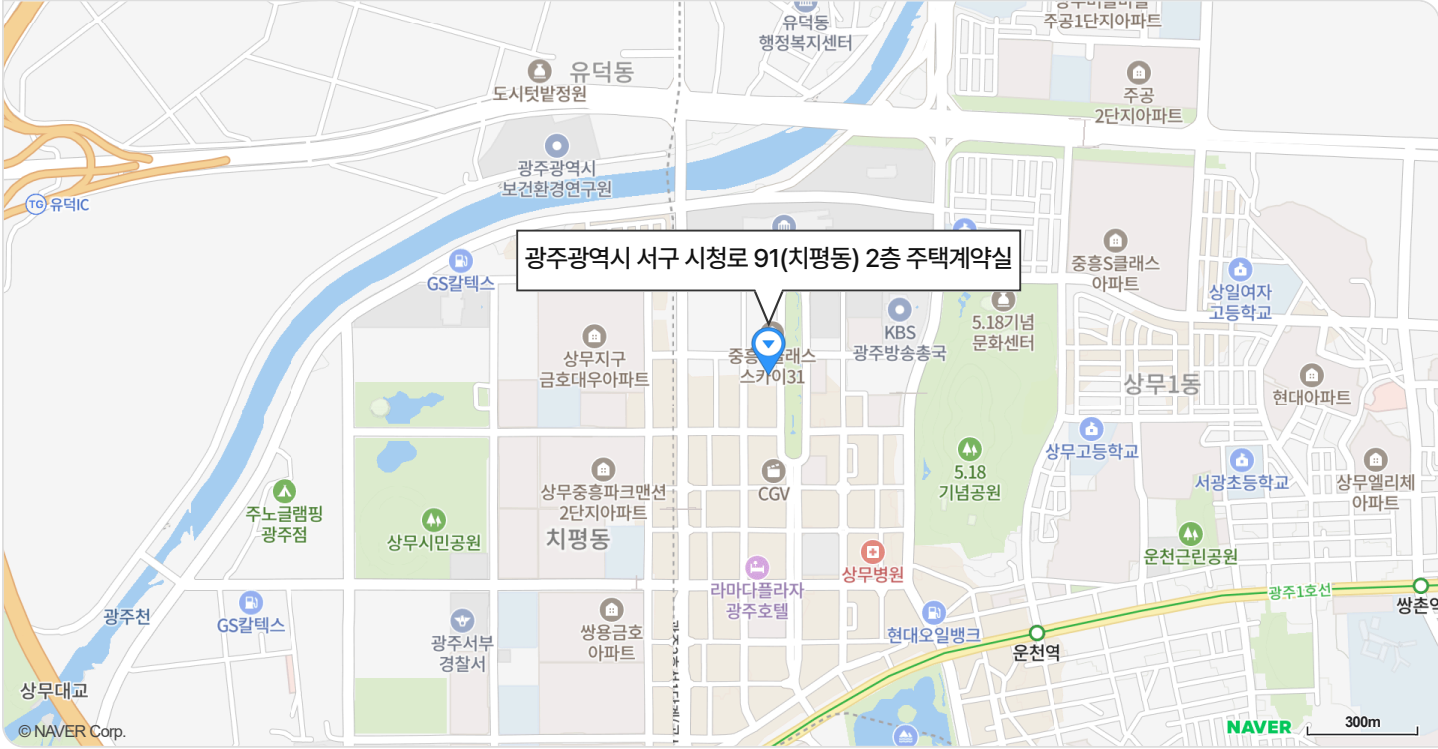 유덕동
행정복지센터
주공1단지아파트
도시텃밭정원
유덕동
주공
2단지아파트
광주광역시
보건환경연구원
TG 유덕IC
광주광역시 서구 시청로 91(치평동) 2층 주택계약실
GS칼텍스
중흥S클래스
아파트
상일여자
고등학교
상무지구
금호대우아파트
스카이31
KBS
광주방송총국
5.18기념
문화센터
상무1동
현대아파트
상무고등학교
서광초등학교
상무엘리체
아파트
주노글램핑
광주점
상무시민공원
상무중흥파크맨션
2단지아파트
치평동
CGV
5.18
기념공원
운천근린공원
상무병원
라마다플라자
광주호텔
광주천
GS칼텍스
광주서부
경찰서
쌍용금호
아파트
현대오일뱅크
운천역
광주1호선
쌍촌역
상무대교
© NAVER Corp.
NAVER
300m